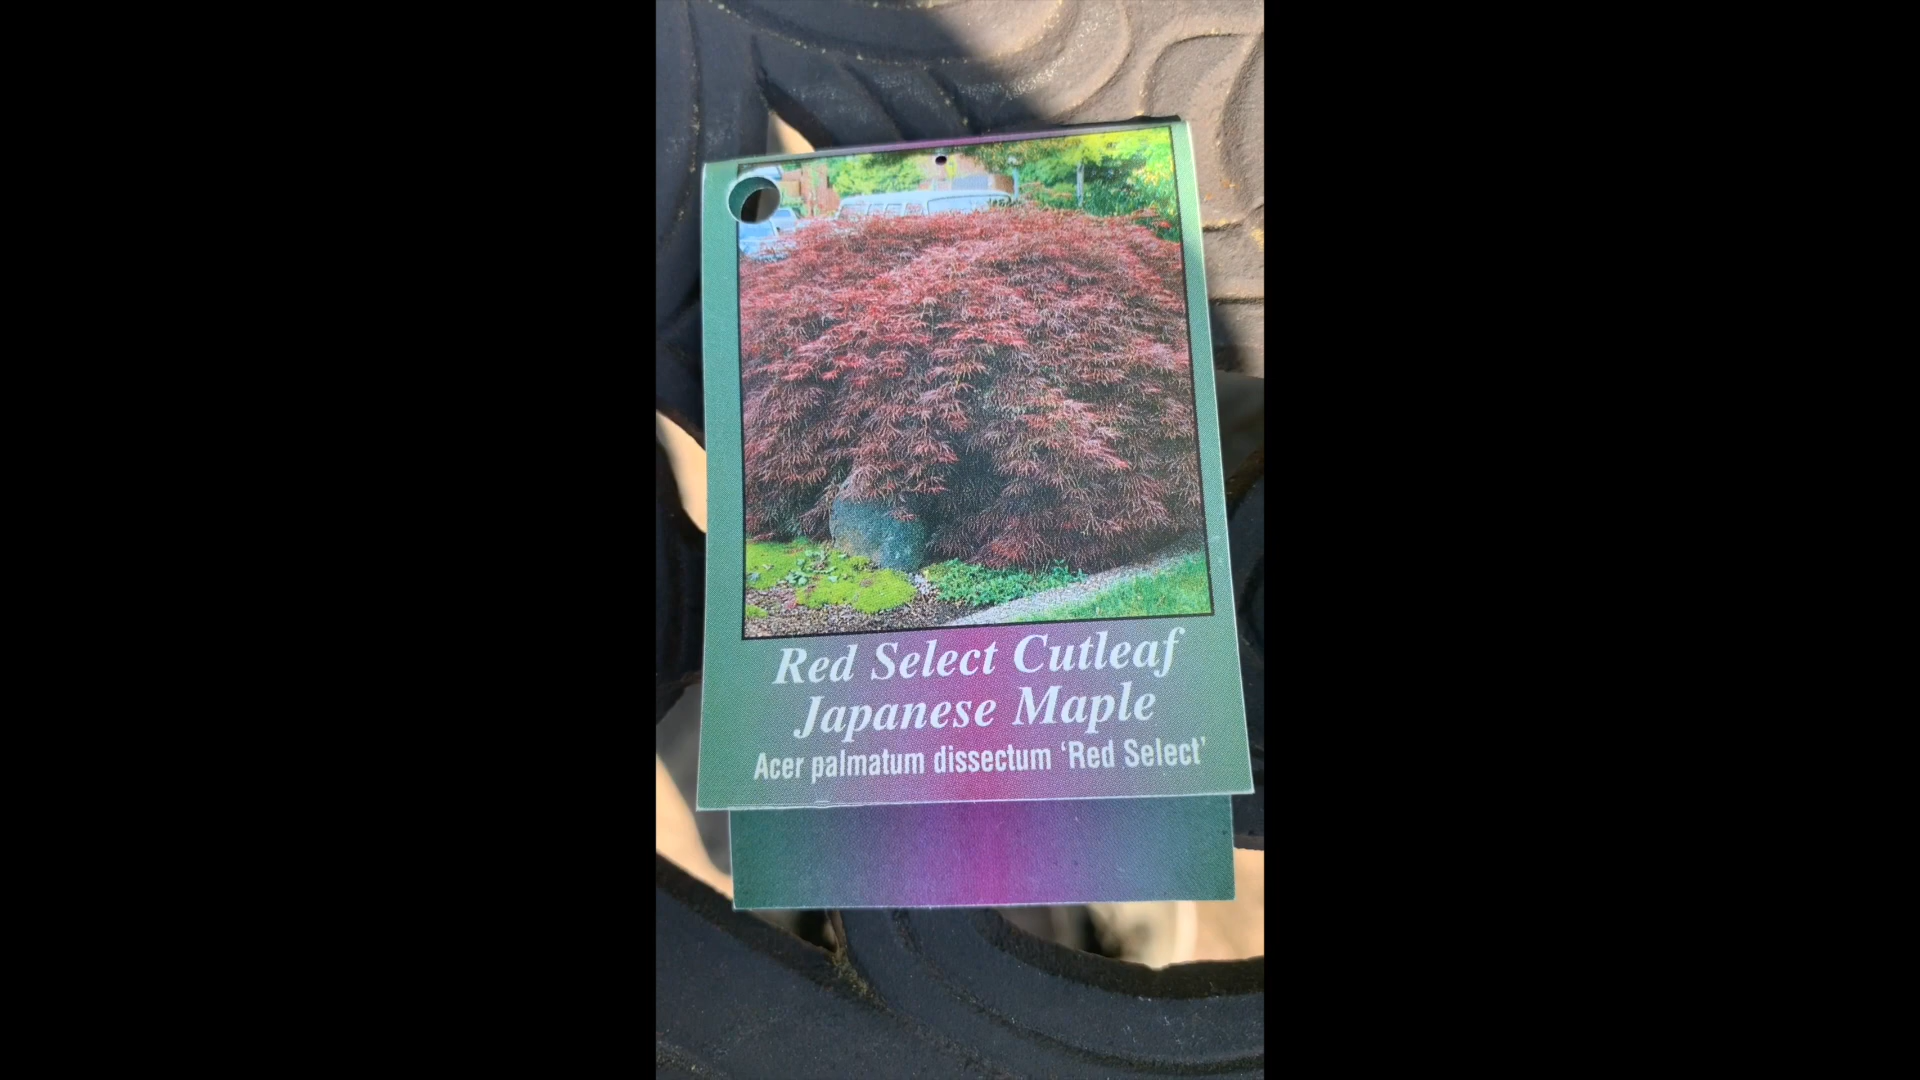 Red Select Cutleaf
Japanese Maple
Acer palmatum dissectum ‘Red Select’